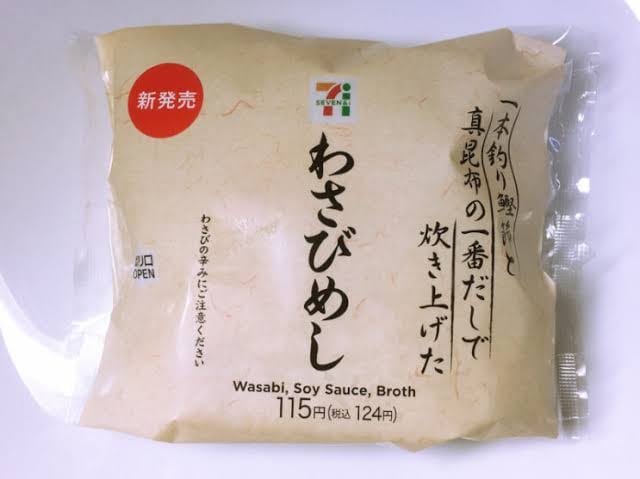 新発売
SEVEN&i
一本釣り鰹節と
真昆布の一番だしで
炊き上げた
わさびめし
わさびの辛みにご注意ください
切り口
OPEN
Wasabi, Soy Sauce, Broth
115円(税込 124円)